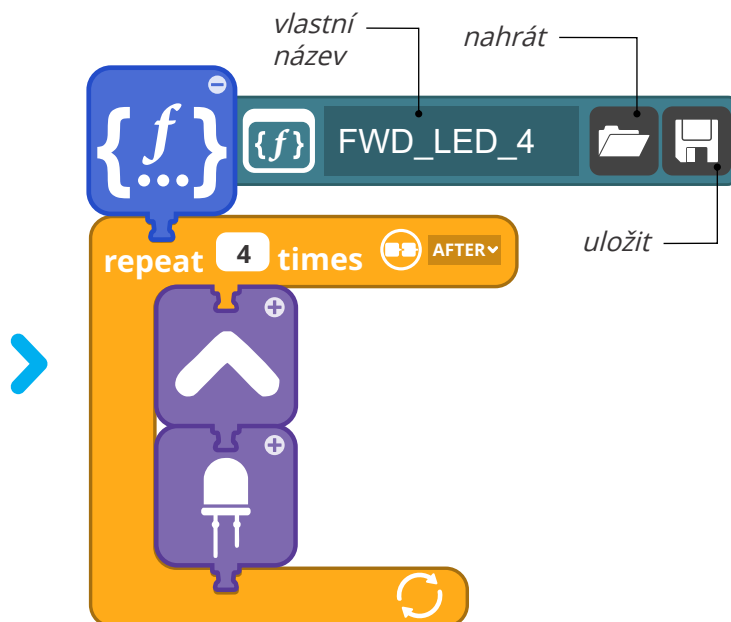 vlastní
název
nahrát
{f...}
{f} FWD_LED_4
uložit
repeat 4 times AFTER